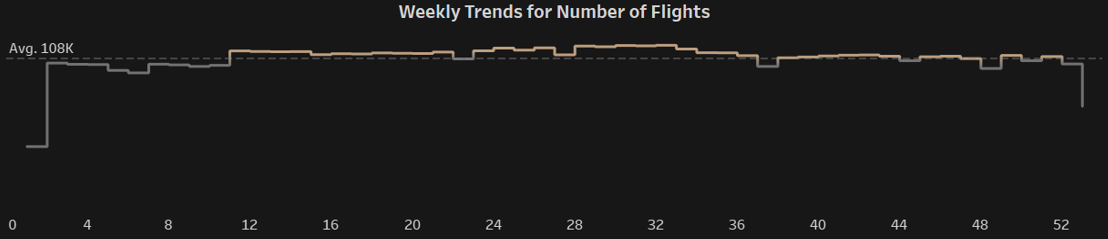 Weekly Trends for Number of Flights
Avg. 108K
0 4 8 12 16 20 24 28 32 36 40 44 48 52